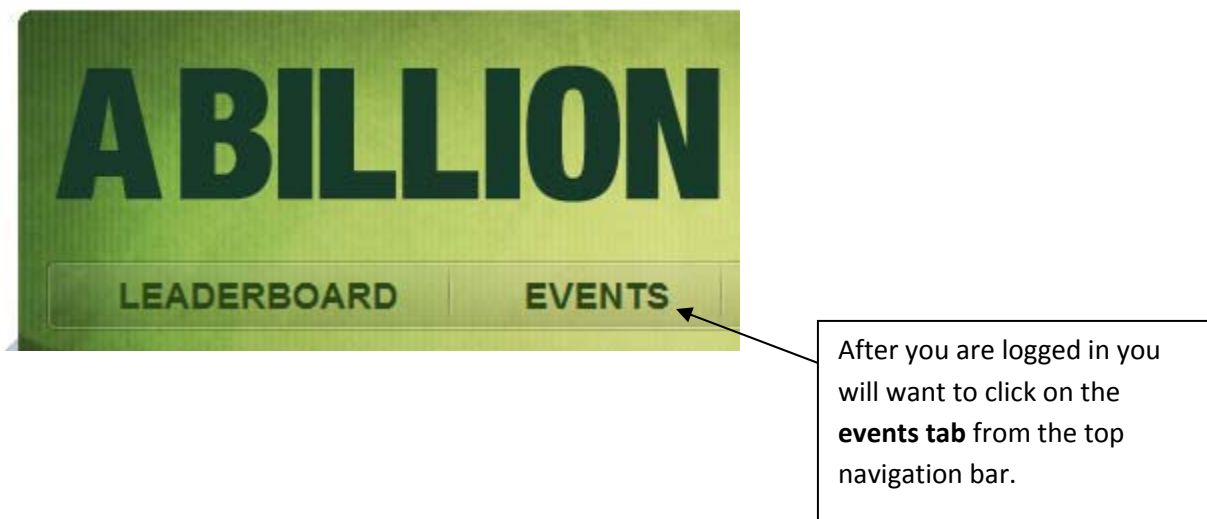 A BILLION
LEADERBOARD EVENTS
After you are logged in you
will want to click on the
events tab from the top
navigation bar.